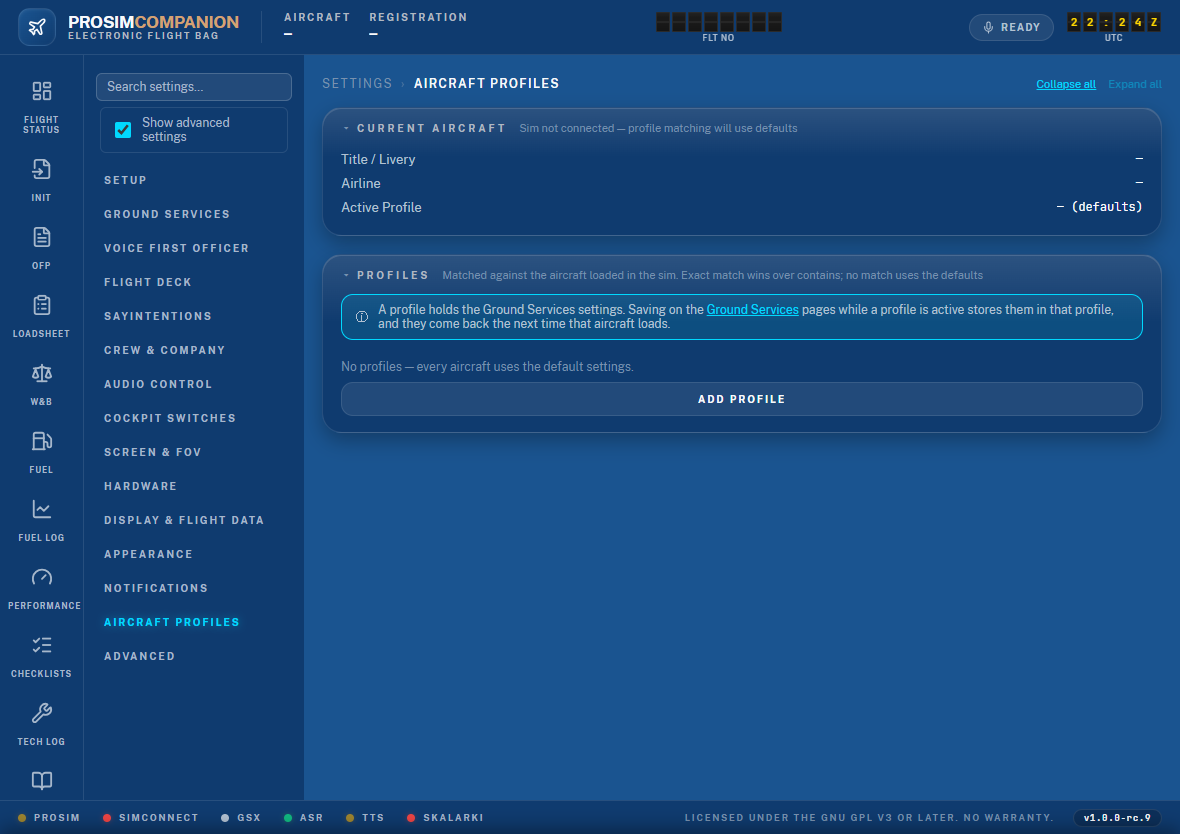 PROSIMCOMPANION
ELECTRONIC FLIGHT BAG
AIRCRAFT
—
REGISTRATION
—
FLT NO
READY
22:24Z
UTC
FLIGHT
STATUS
INIT
OFP
LOADSHEET
W&B
FUEL
FUEL LOG
PERFORMANCE
CHECKLISTS
TECH LOG
Search settings...
Show advanced
settings
SETUP
GROUND SERVICES
VOICE FIRST OFFICER
FLIGHT DECK
SAYINTENTIONS
CREW & COMPANY
AUDIO CONTROL
COCKPIT SWITCHES
SCREEN & FOV
HARDWARE
DISPLAY & FLIGHT DATA
APPEARANCE
NOTIFICATIONS
AIRCRAFT PROFILES
ADVANCED
SETTINGS › AIRCRAFT PROFILES
Collapse all Expand all
CURRENT AIRCRAFT Sim not connected — profile matching will use defaults
Title / Livery —
Airline —
Active Profile — (defaults)
PROFILES Matched against the aircraft loaded in the sim. Exact match wins over contains; no match uses the defaults
A profile holds the Ground Services settings. Saving on the Ground Services pages while a profile is active stores them in that profile,
and they come back the next time that aircraft loads.
No profiles — every aircraft uses the default settings.
ADD PROFILE
PROSIM SIMCONNECT GSX ASR TTS SKALARKI
LICENSED UNDER THE GNU GPL V3 OR LATER. NO WARRANTY.
v1.0.0-rc.9